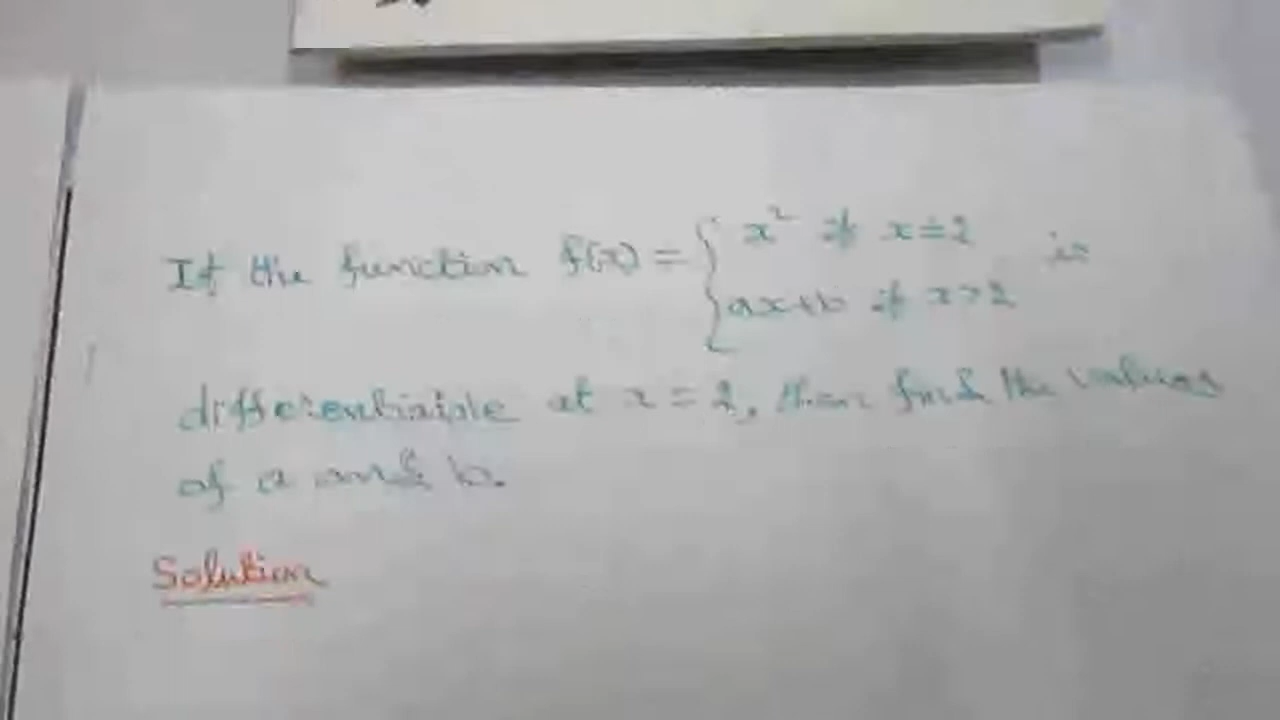 If the function f(x) = { x² if x ≤ 2 is
ax+b if x > 2
differentiable at x = 2, then find the values
of a and b.
Solution